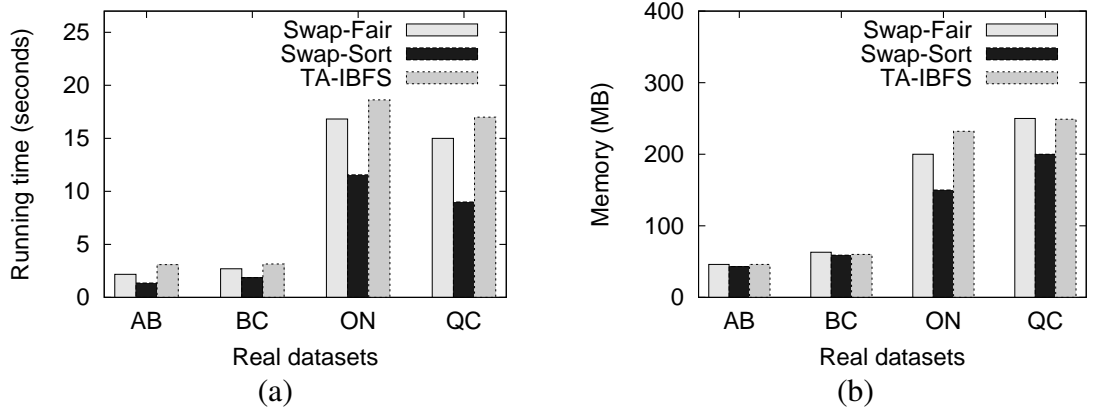 Running time (seconds)
25
20
15
10
5
0
Swap-Fair
Swap-Sort
TA-IBFS
AB BC ON QC
Real datasets
(a)
Memory (MB)
400
300
200
100
0
Swap-Fair
Swap-Sort
TA-IBFS
AB BC ON QC
Real datasets
(b)